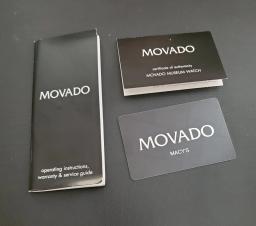 MOVADO
operating instructions,
warranty & service guide
MOVADO
certificate of authenticity
MOVADO MUSEUM WATCH
MOVADO
MACY'S